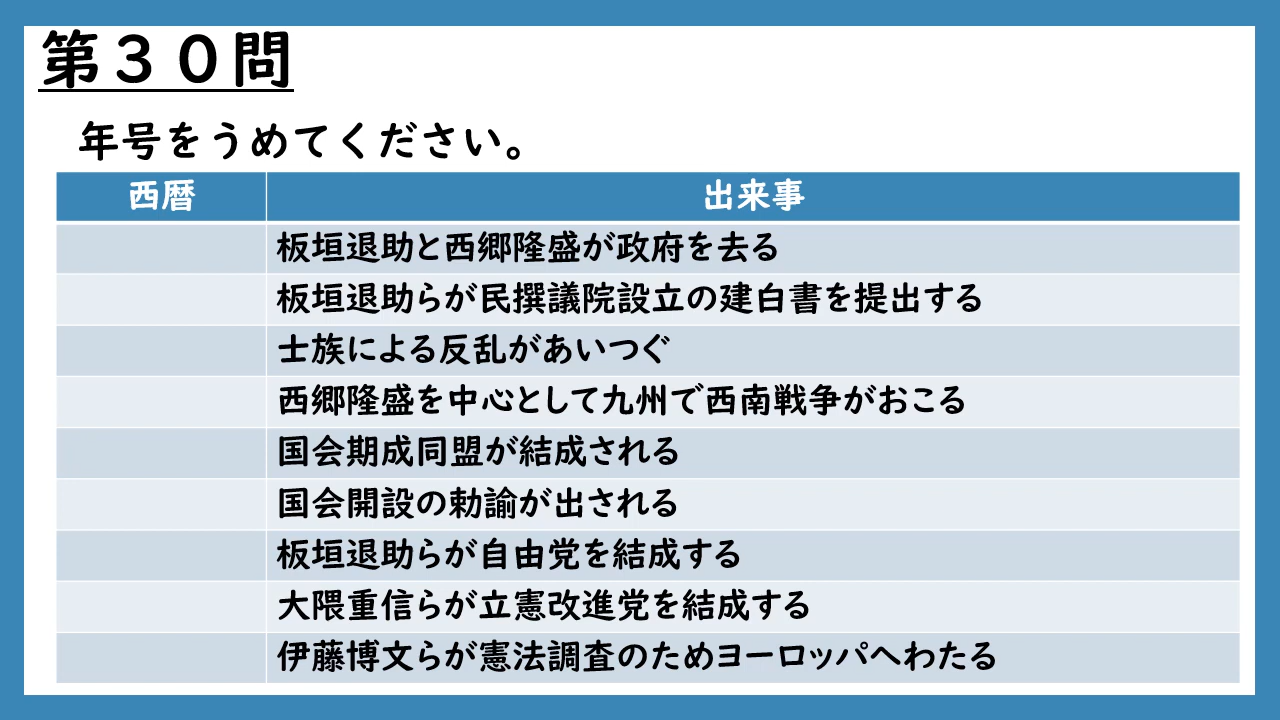 第３０問
年号をうめてください。
西暦 出来事
板垣退助と西郷隆盛が政府を去る
板垣退助らが民撰議院設立の建白書を提出する
士族による反乱があいつぐ
西郷隆盛を中心として九州で西南戦争がおこる
国会期成同盟が結成される
国会開設の勅諭が出される
板垣退助らが自由党を結成する
大隈重信らが立憲改進党を結成する
伊藤博文らが憲法調査のためヨーロッパへわたる